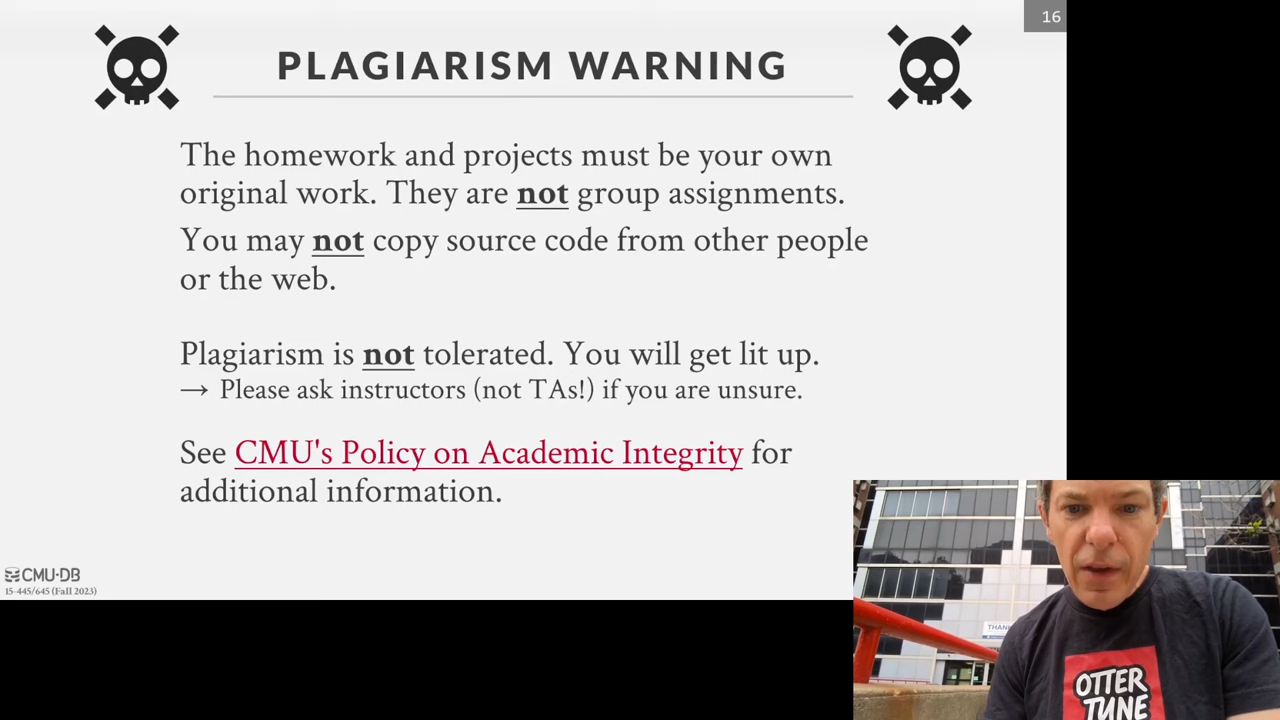 16
PLAGIARISM WARNING
The homework and projects must be your own
original work. They are not group assignments.
You may not copy source code from other people
or the web.
Plagiarism is not tolerated. You will get lit up.
→ Please ask instructors (not TAs!) if you are unsure.
See CMU's Policy on Academic Integrity for
additional information.
CMU·DB
15-445/645 (Fall 2023)
THANK
OTTER
TUNE